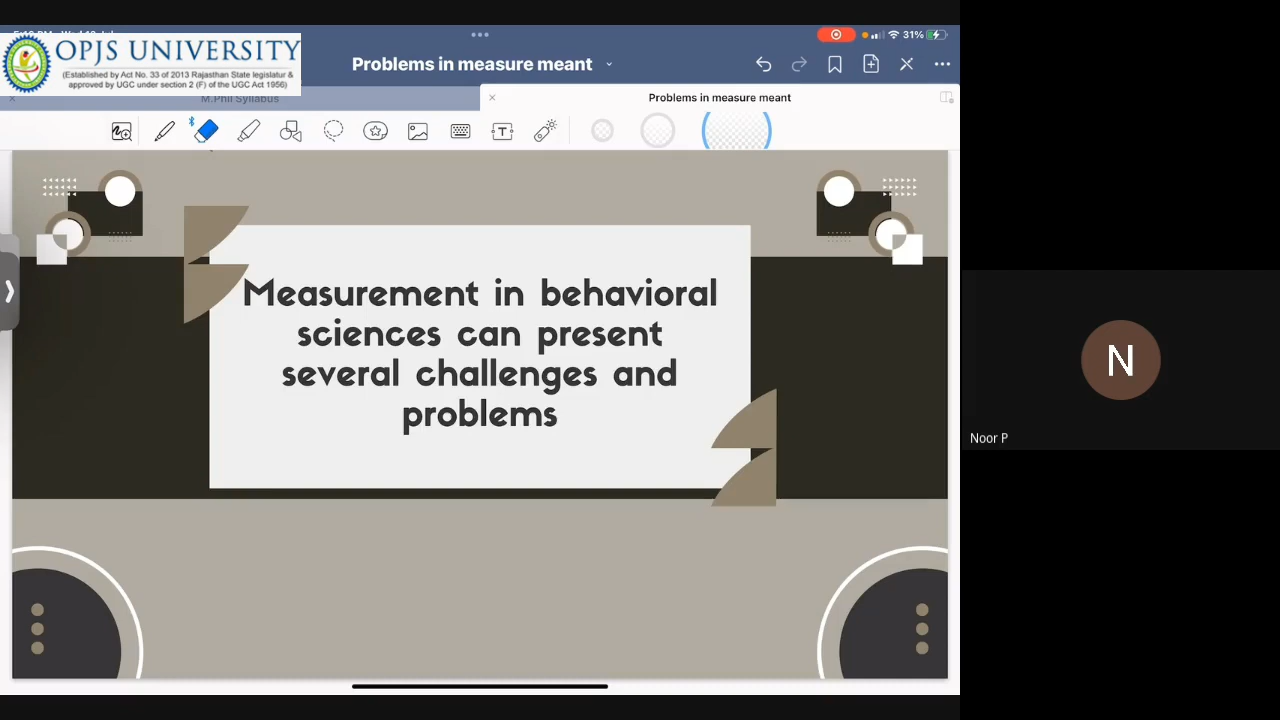 OPJS UNIVERSITY
(Established by Act No. 33 of 2013 Rajasthan State legislatur &
approved by UGC under section 2 (F) of the UGC Act 1956)
31%
Problems in measure meant
M.Phil Syllabus
Problems in measure meant
T
Measurement in behavioral
sciences can present
several challenges and
problems
N
Noor P